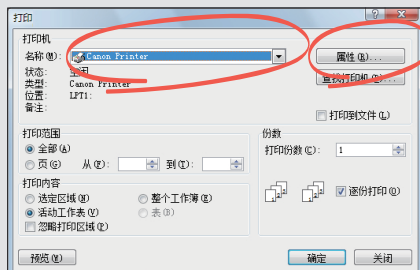 打印
打印机
名称(M): Canon Printer
属性(R)...
状态: 空闲
类型: Canon Printer
查找打印机(D)...
位置: LPT1:
备注:
打印到文件(L)
打印范围
全部(A)
页(G) 从(F): 到(T):
份数
打印份数(C): 1
逐份打印(O)
打印内容
选定区域(N) 整个工作簿(E)
活动工作表(V) 表(B)
忽略打印区域(P)
预览(W) 确定 关闭